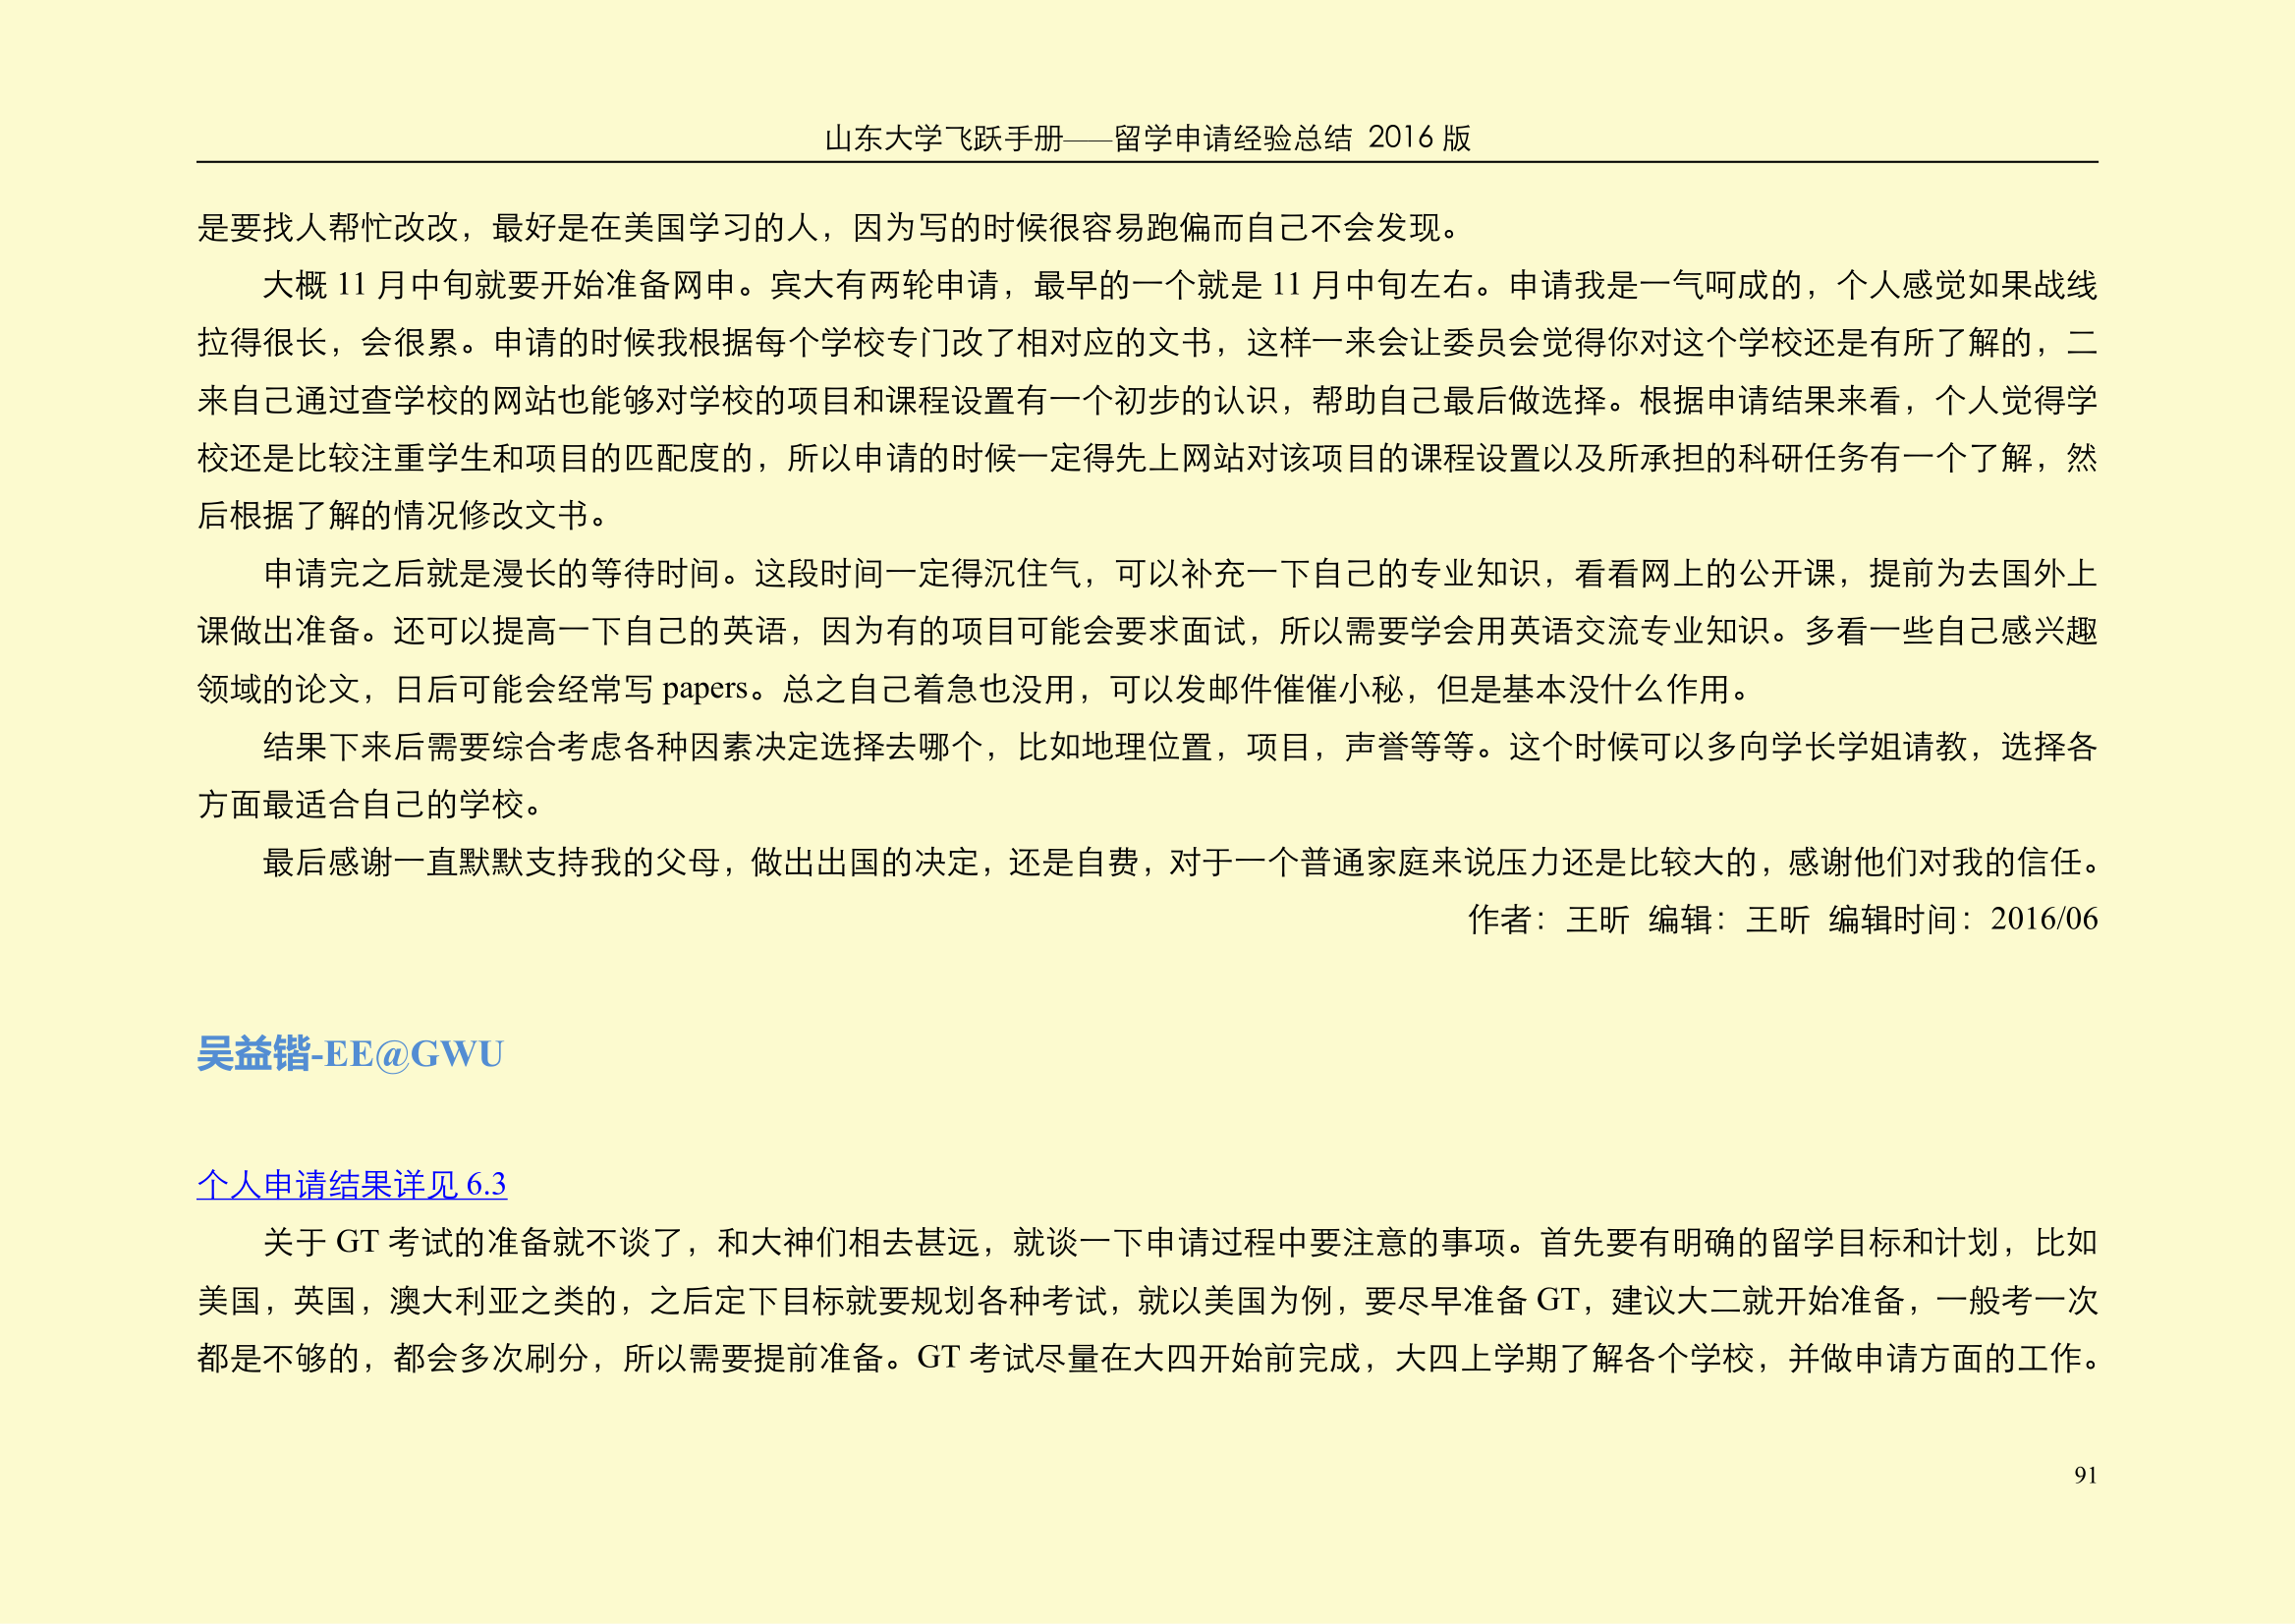 山东大学飞跃手册——留学申请经验总结 2016 版
是要找人帮忙改改，最好是在美国学习的人，因为写的时候很容易跑偏而自己不会发现。
大概 11 月中旬就要开始准备网申。宾大有两轮申请，最早的一个就是 11 月中旬左右。申请我是一气呵成的，个人感觉如果战线
拉得很长，会很累。申请的时候我根据每个学校专门改了相对应的文书，这样一来会让委员会觉得你对这个学校还是有所了解的，二
来自己通过查学校的网站也能够对学校的项目和课程设置有一个初步的认识，帮助自己最后做选择。根据申请结果来看，个人觉得学
校还是比较注重学生和项目的匹配度的，所以申请的时候一定得先上网站对该项目的课程设置以及所承担的科研任务有一个了解，然
后根据了解的情况修改文书。
申请完之后就是漫长的等待时间。这段时间一定得沉住气，可以补充一下自己的专业知识，看看网上的公开课，提前为去国外上
课做出准备。还可以提高一下自己的英语，因为有的项目可能会要求面试，所以需要学会用英语交流专业知识。多看一些自己感兴趣
领域的论文，日后可能会经常写 papers。总之自己着急也没用，可以发邮件催催小秘，但是基本没什么作用。
结果下来后需要综合考虑各种因素决定选择去哪个，比如地理位置，项目，声誉等等。这个时候可以多向学长学姐请教，选择各
方面最适合自己的学校。
最后感谢一直默默支持我的父母，做出出国的决定，还是自费，对于一个普通家庭来说压力还是比较大的，感谢他们对我的信任。
作者：王昕 编辑：王昕 编辑时间：2016/06
吴益锴-EE@GWU
个人申请结果详见 6.3
关于 GT 考试的准备就不谈了，和大神们相去甚远，就谈一下申请过程中要注意的事项。首先要有明确的留学目标和计划，比如
美国，英国，澳大利亚之类的，之后定下目标就要规划各种考试，就以美国为例，要尽早准备 GT，建议大二就开始准备，一般考一次
都是不够的，都会多次刷分，所以需要提前准备。GT 考试尽量在大四开始前完成，大四上学期了解各个学校，并做申请方面的工作。
91